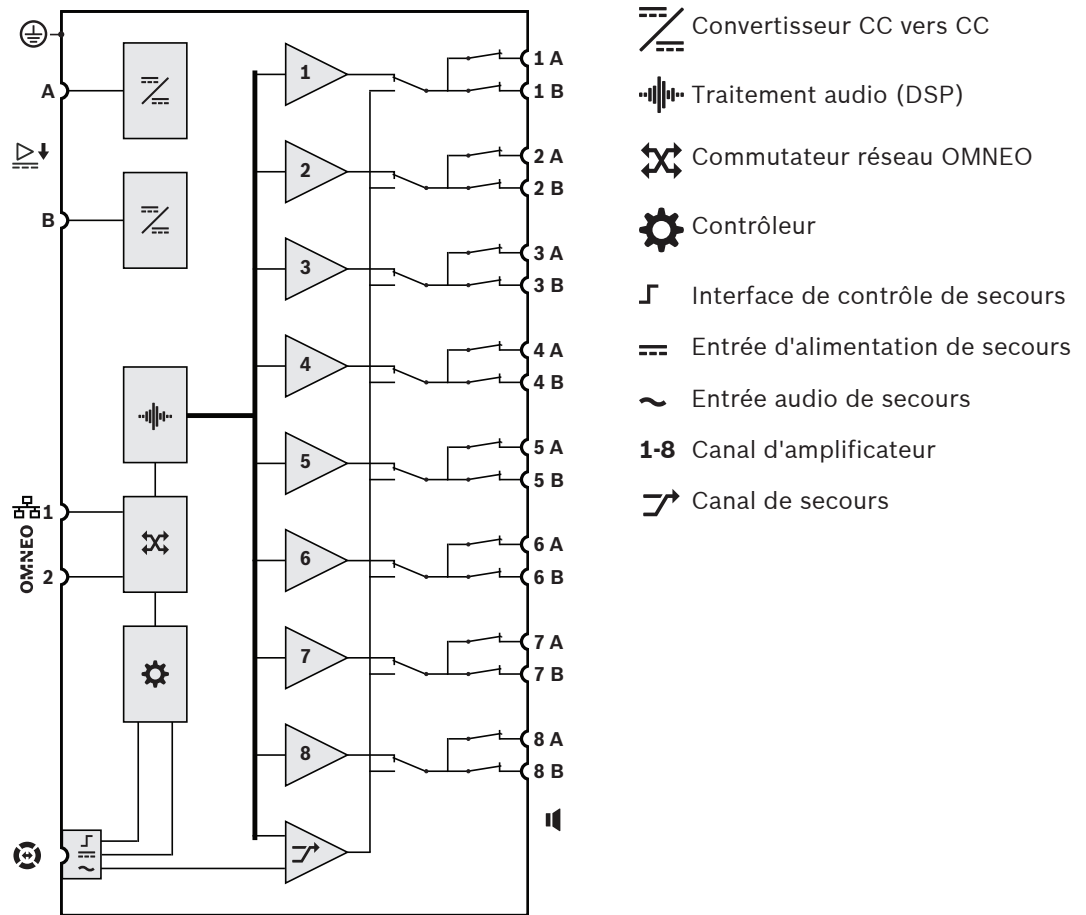 A
B
1
OMNEO
2
1
2
3
4
5
6
7
8
1 A
1 B
2 A
2 B
3 A
3 B
4 A
4 B
5 A
5 B
6 A
6 B
7 A
7 B
8 A
8 B
Convertisseur CC vers CC
Traitement audio (DSP)
Commutateur réseau OMNEO
Contrôleur
Interface de contrôle de secours
Entrée d'alimentation de secours
Entrée audio de secours
1-8 Canal d'amplificateur
Canal de secours